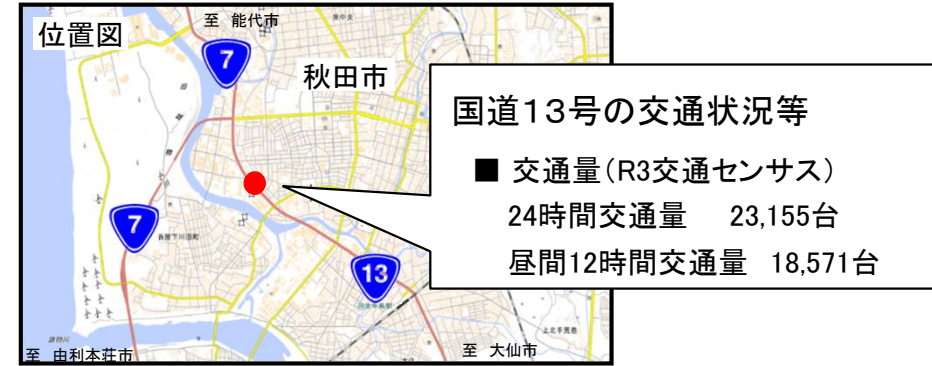 位置図
至 能代市
7
秋田市
国道13号の交通状況等
■ 交通量(R3交通センサス)
24時間交通量 23,155台
昼間12時間交通量 18,571台
7
13
至 由利本荘市
至 大仙市